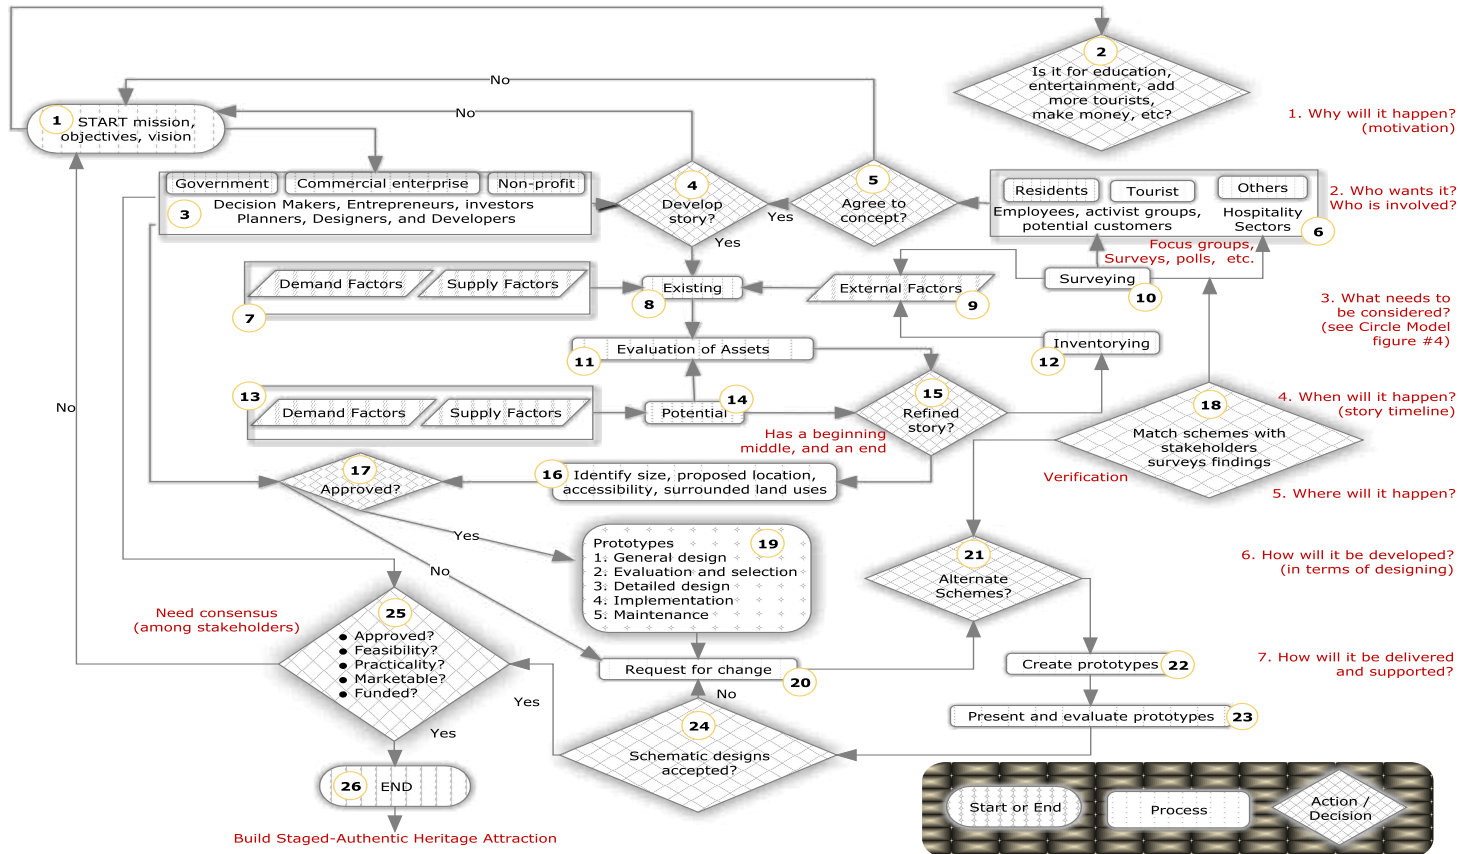 2
Is it for education,
entertainment, add
more tourists,
make money, etc?
No
No
1 START mission,
objectives, vision
1. Why will it happen?
(motivation)
Government
Commercial enterprise
Non-profit
3
Decision Makers, Entrepreneurs, investors
Planners, Designers, and Developers
4
Develop
story?
Yes
Yes
5
Agree to
concept?
Residents
Tourist
Others
Employees, activist groups,
potential customers
Hospitality
Sectors
6
2. Who wants it?
Who is involved?
Focus groups,
Surveys, polls, etc.
Demand Factors
Supply Factors
7
Existing
8
External Factors
9
Surveying
10
3. What needs to
be considered?
(see Circle Model
figure #4)
Evaluation of Assets
11
Inventorying
12
13
Demand Factors
Supply Factors
14
Potential
15
Refined
story?
Has a beginning
middle, and an end
No
18
Match schemes with
stakeholders
surveys findings
4. When will it happen?
(story timeline)
Verification
17
Approved?
16 Identify size, proposed location,
accessibility, surrounded land uses
5. Where will it happen?
Yes
No
Prototypes
19
1. General design
2. Evaluation and selection
3. Detailed design
4. Implementation
5. Maintenance
21
Alternate
Schemes?
6. How will it be developed?
(in terms of designing)
Need consensus
(among stakeholders)
25
Approved?
Feasibility?
Practicality?
Marketable?
Funded?
Request for change
20
Create prototypes 22
7. How will it be delivered
and supported?
No
Yes
Yes
24
Schematic designs
accepted?
Present and evaluate prototypes 23
26 END
Build Staged-Authentic Heritage Attraction
Start or End
Process
Action /
Decision